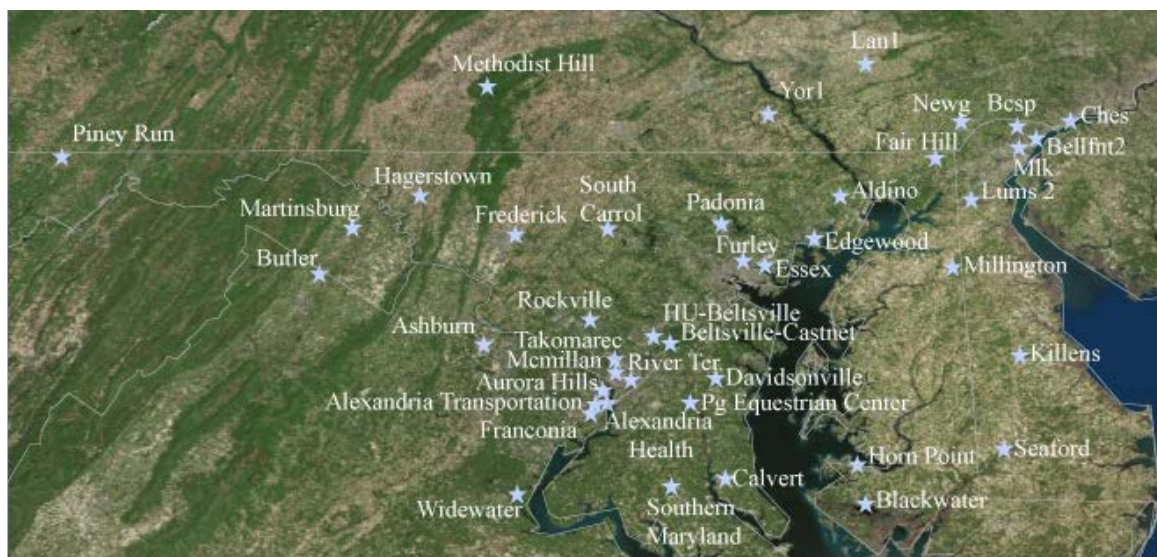 Lan1
Methodist Hill
Yor1
Newg
Bcsp
Ches
Piney Run
Fair Hill
Bellfnt2
Mlk
Hagerstown
South
Carrol
Aldino
Lums 2
Martinsburg
Frederick
Padonia
Edgewood
Furley
Butler
Essex
Millington
Rockville
HU-Beltsville
Ashburn
Takomarec
Beltsville-Castnet
Mcmillan
River Ter
Killens
Aurora Hills
Davidsonville
Alexandria Transportation
Pg Equestrian Center
Franconia
Alexandria
Health
Horn Point
Seaford
Calvert
Widewater
Southern
Maryland
Blackwater